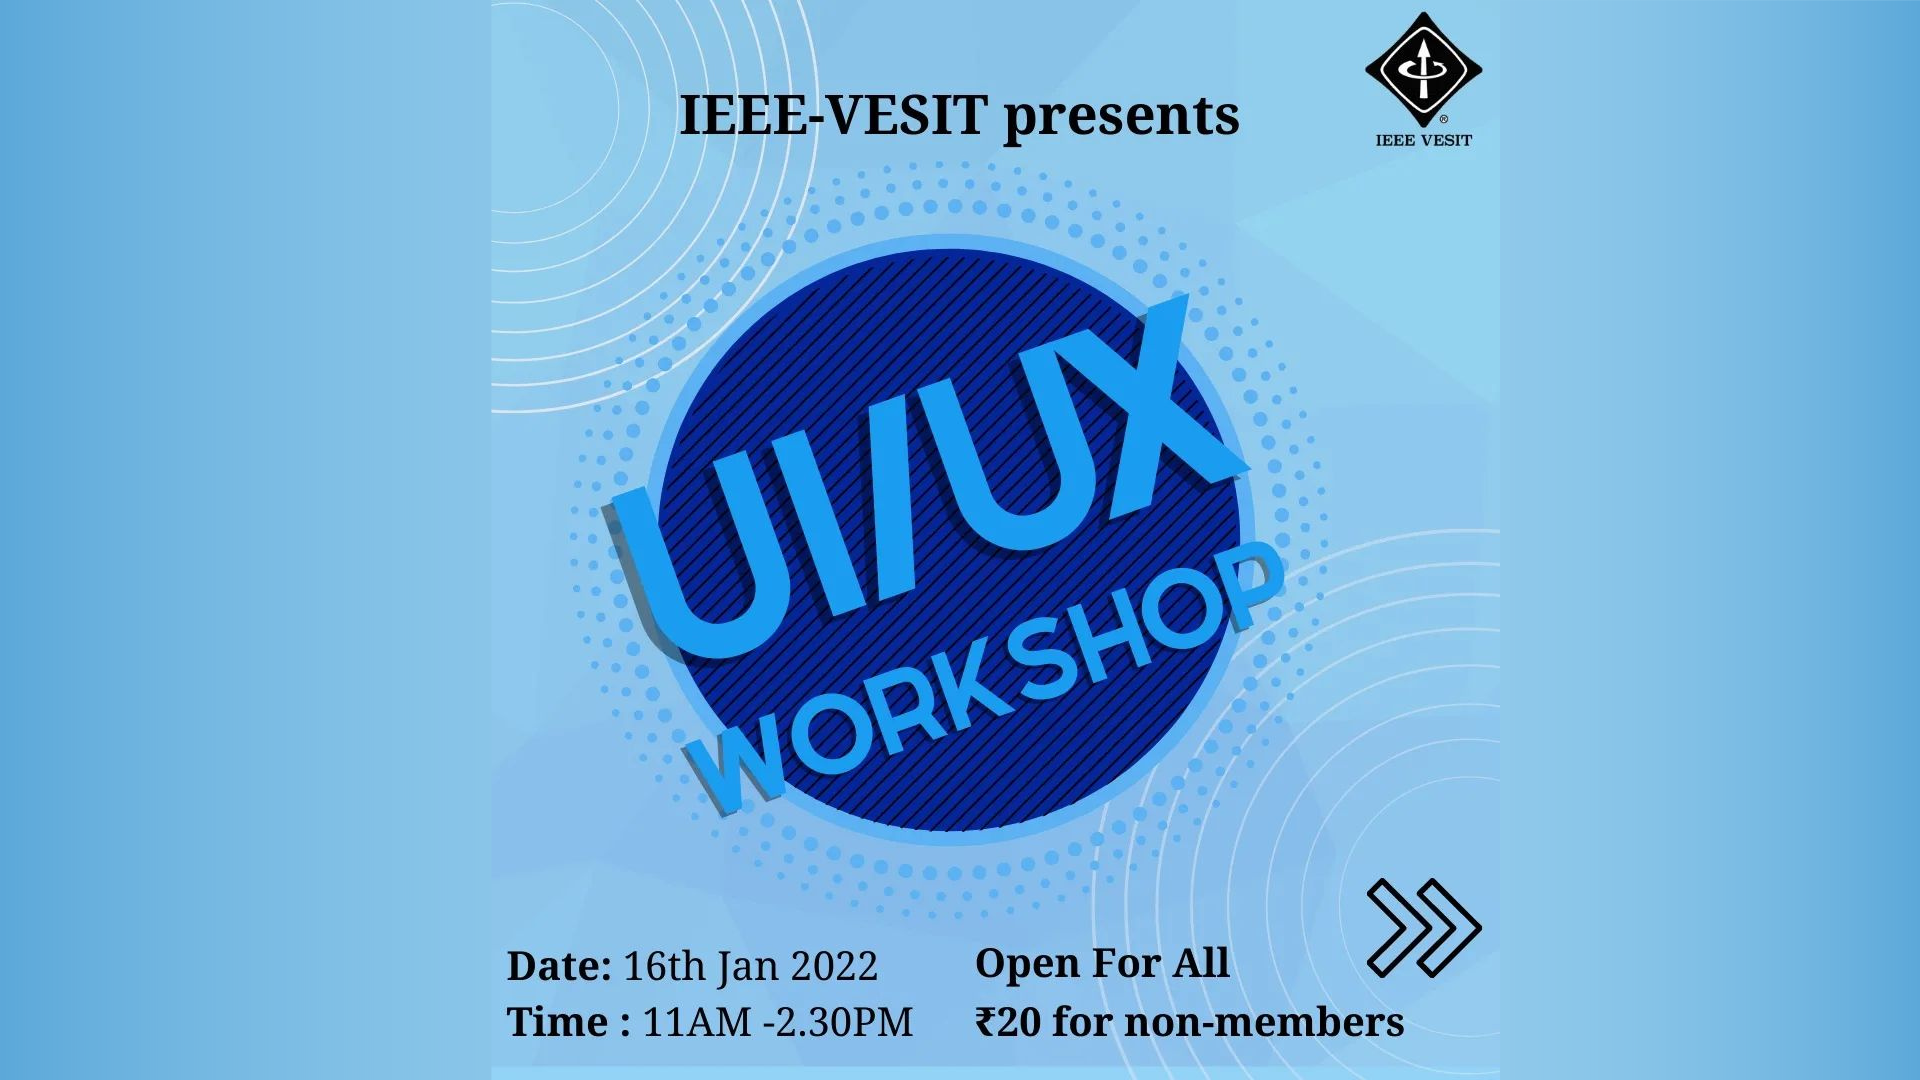 IEEE-VESIT presents
®
IEEE VESIT
UI/UX
WORKSHOP
Date: 16th Jan 2022
Time : 11AM -2.30PM
Open For All
₹20 for non-members